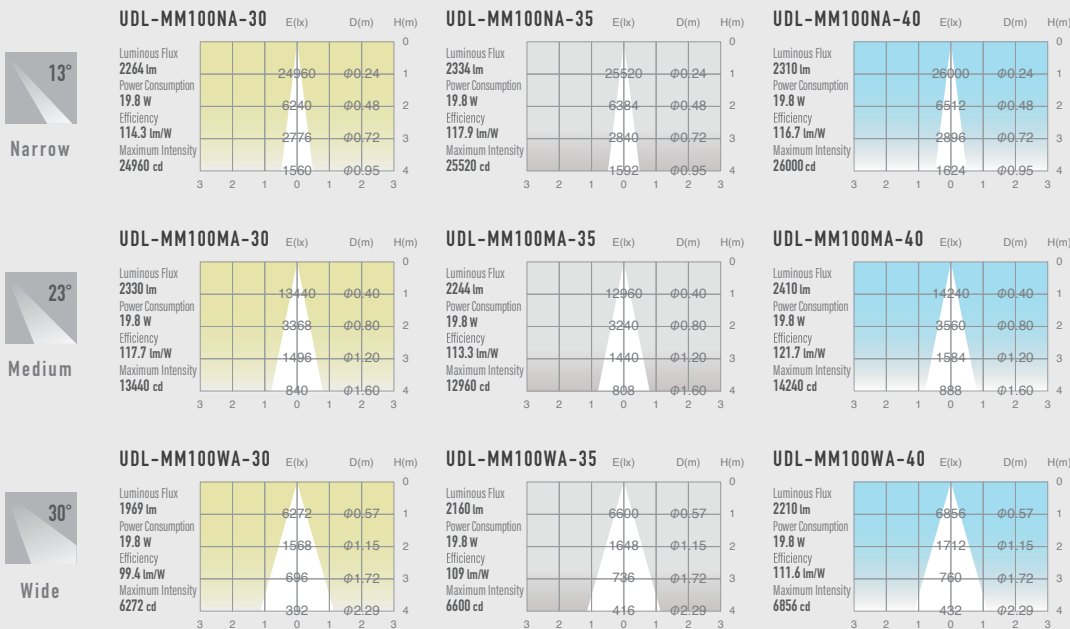 13°
Narrow
UDL-MM100NA-30 E(lx) D(m) H(m)
Luminous Flux
2264 lm
Power Consumption
19.8 W
Efficiency
114.3 lm/W
Maximum Intensity
24960 cd
0
24960 Φ0.24 1
6240 Φ0.48 2
2776 Φ0.72 3
1560 Φ0.95 4
3 2 1 0 1 2 3
UDL-MM100NA-35 E(lx) D(m) H(m)
Luminous Flux
2334 lm
Power Consumption
19.8 W
Efficiency
117.9 lm/W
Maximum Intensity
25520 cd
0
25520 Φ0.24 1
6384 Φ0.48 2
2840 Φ0.72 3
1592 Φ0.95 4
3 2 1 0 1 2 3
UDL-MM100NA-40 E(lx) D(m) H(m)
Luminous Flux
2310 lm
Power Consumption
19.8 W
Efficiency
116.7 lm/W
Maximum Intensity
26000 cd
0
26000 Φ0.24 1
6512 Φ0.48 2
2896 Φ0.72 3
1624 Φ0.95 4
3 2 1 0 1 2 3
23°
Medium
UDL-MM100MA-30 E(lx) D(m) H(m)
Luminous Flux
2330 lm
Power Consumption
19.8 W
Efficiency
117.7 lm/W
Maximum Intensity
13440 cd
0
13440 Φ0.40 1
3368 Φ0.80 2
1496 Φ1.20 3
840 Φ1.60 4
3 2 1 0 1 2 3
UDL-MM100MA-35 E(lx) D(m) H(m)
Luminous Flux
2244 lm
Power Consumption
19.8 W
Efficiency
113.3 lm/W
Maximum Intensity
12960 cd
0
12960 Φ0.40 1
3240 Φ0.80 2
1440 Φ1.20 3
808 Φ1.60 4
3 2 1 0 1 2 3
UDL-MM100MA-40 E(lx) D(m) H(m)
Luminous Flux
2410 lm
Power Consumption
19.8 W
Efficiency
121.7 lm/W
Maximum Intensity
14240 cd
0
14240 Φ0.40 1
3560 Φ0.80 2
1584 Φ1.20 3
888 Φ1.60 4
3 2 1 0 1 2 3
30°
Wide
UDL-MM100WA-30 E(lx) D(m) H(m)
Luminous Flux
1969 lm
Power Consumption
19.8 W
Efficiency
99.4 lm/W
Maximum Intensity
6272 cd
0
6272 Φ0.57 1
1568 Φ1.15 2
696 Φ1.72 3
392 Φ2.29 4
3 2 1 0 1 2 3
UDL-MM100WA-35 E(lx) D(m) H(m)
Luminous Flux
2160 lm
Power Consumption
19.8 W
Efficiency
109 lm/W
Maximum Intensity
6600 cd
0
6600 Φ0.57 1
1648 Φ1.15 2
736 Φ1.72 3
416 Φ2.29 4
3 2 1 0 1 2 3
UDL-MM100WA-40 E(lx) D(m) H(m)
Luminous Flux
2210 lm
Power Consumption
19.8 W
Efficiency
111.6 lm/W
Maximum Intensity
6856 cd
0
6856 Φ0.57 1
1712 Φ1.15 2
760 Φ1.72 3
432 Φ2.29 4
3 2 1 0 1 2 3